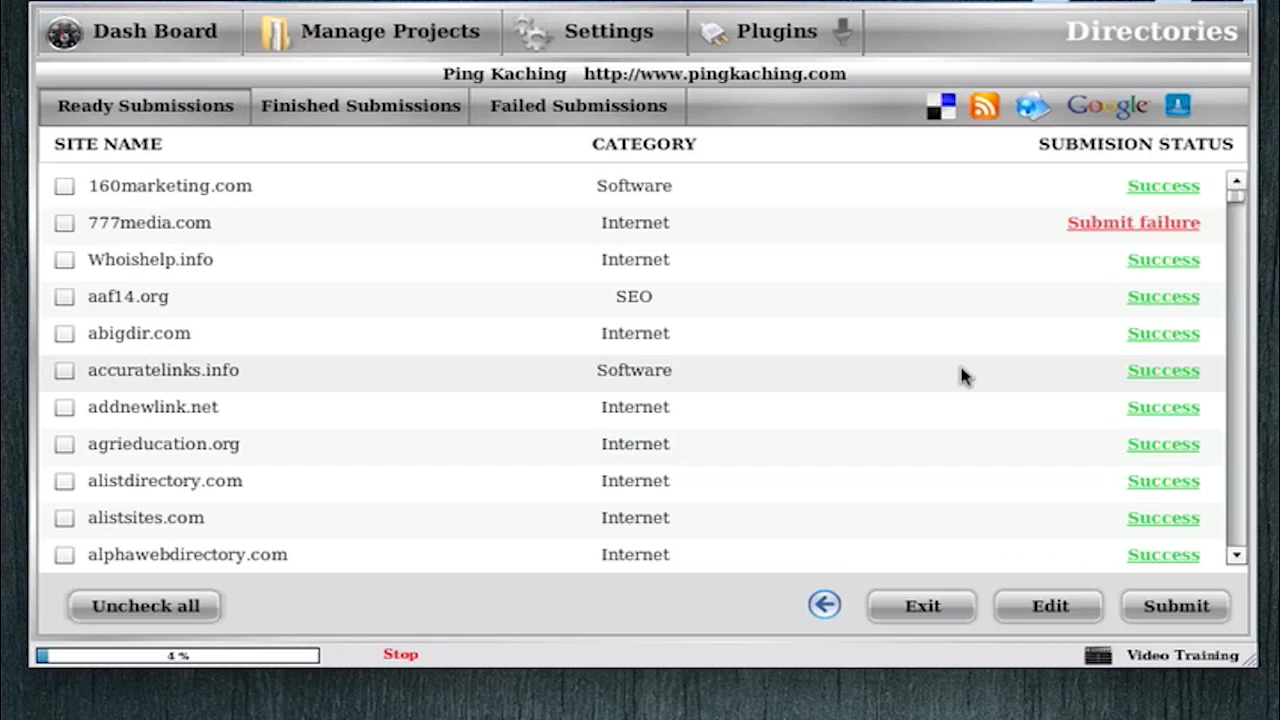 Dash Board Manage Projects Settings Plugins Directories
Ping Kaching http://www.pingkaching.com
Ready Submissions Finished Submissions Failed Submissions Google
SITE NAME CATEGORY SUBMISION STATUS
160marketing.com Software Success
777media.com Internet Submit failure
Whoishelp.info Internet Success
aaf14.org SEO Success
abigdir.com Internet Success
accuratelinks.info Software Success
addnewlink.net Internet Success
agrieducation.org Internet Success
alistdirectory.com Internet Success
alistsites.com Internet Success
alphawebdirectory.com Internet Success
Uncheck all Exit Edit Submit
4 % Stop Video Training